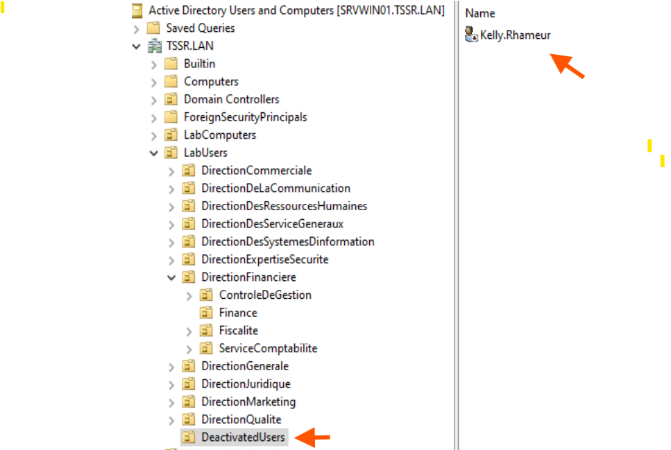 Active Directory Users and Computers [SRVWIN01.TSSR.LAN]
Saved Queries
TSSR.LAN
Builtin
Computers
Domain Controllers
ForeignSecurityPrincipals
LabComputers
LabUsers
DirectionCommerciale
DirectionDeLaCommunication
DirectionDesRessourcesHumaines
DirectionDesServiceGeneraux
DirectionDesSystemesDinformation
DirectionExpertiseSecurite
DirectionFinanciere
ControleDeGestion
Finance
Fiscalite
ServiceComptabilite
DirectionGenerale
DirectionJuridique
DirectionMarketing
DirectionQualite
DeactivatedUsers
Name
Kelly.Rhameur